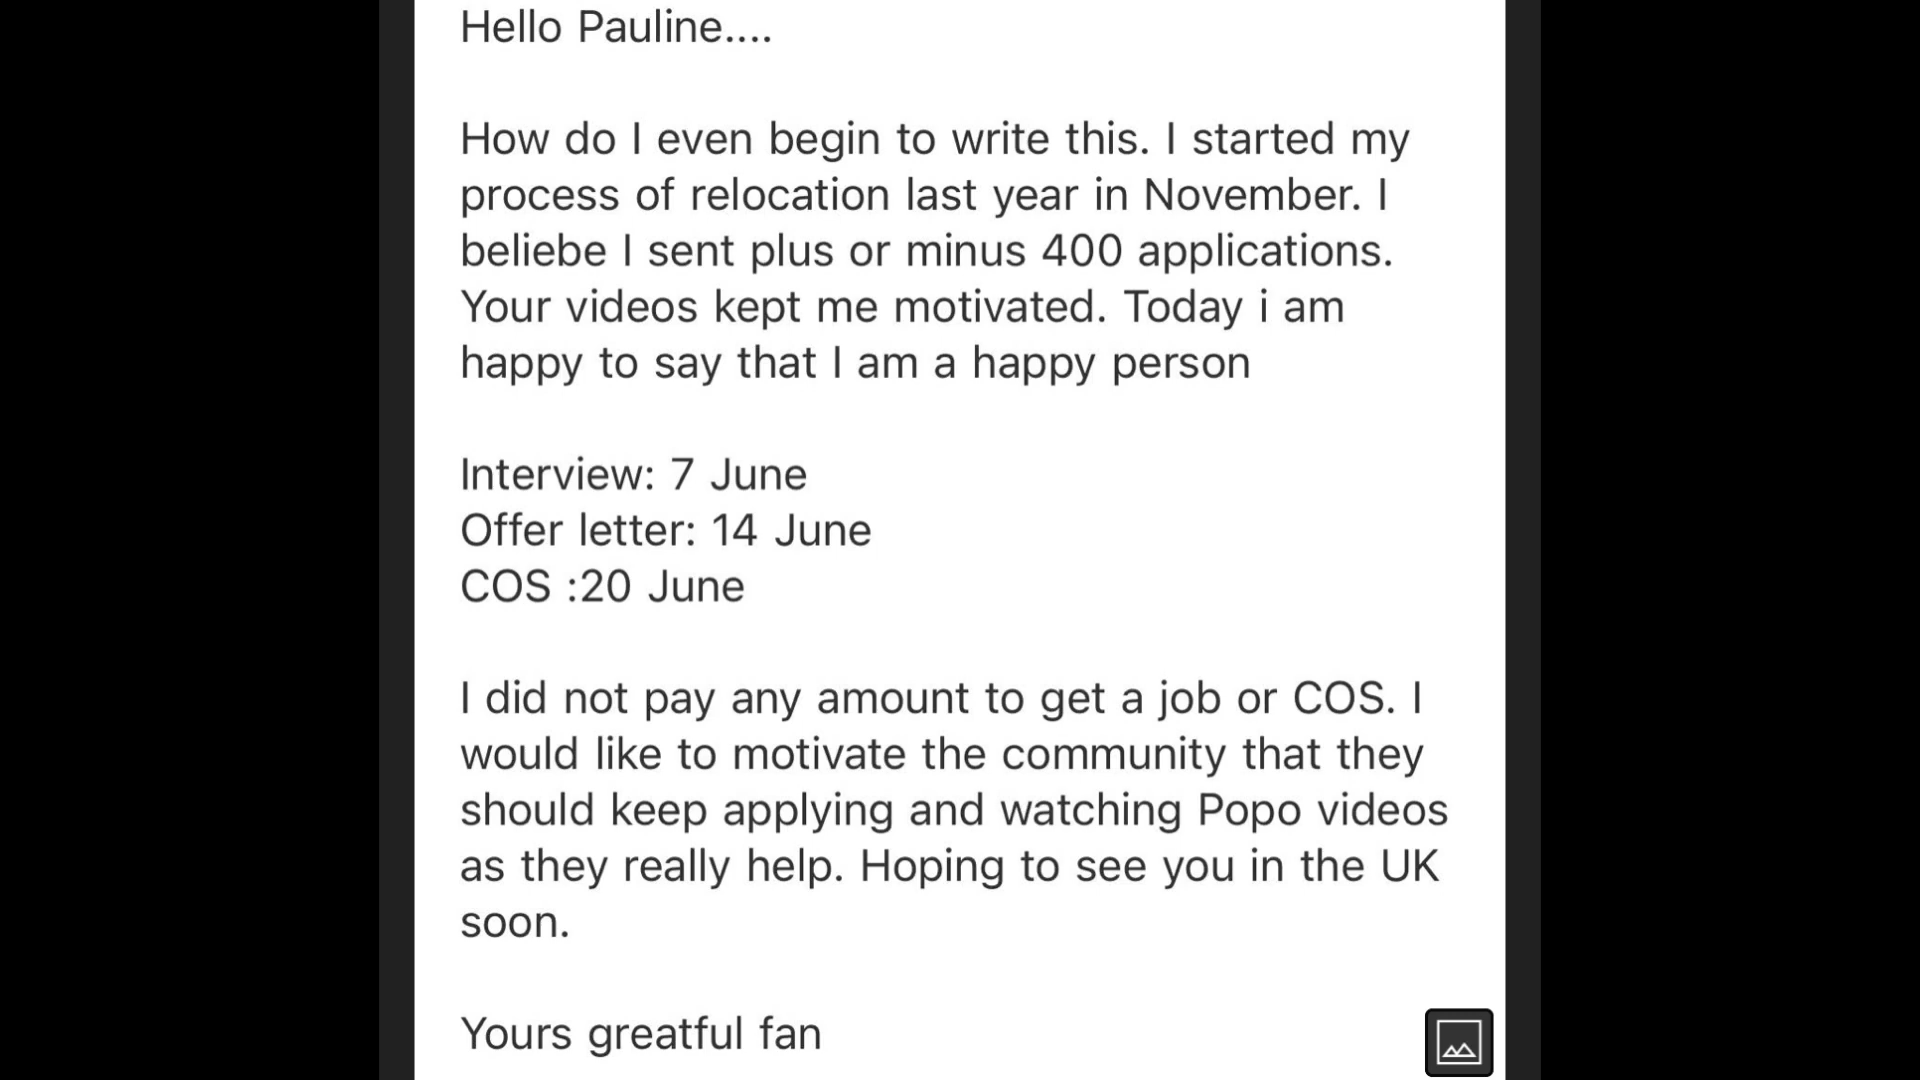 Hello Pauline....
How do I even begin to write this. I started my
process of relocation last year in November. I
beliebe I sent plus or minus 400 applications.
Your videos kept me motivated. Today i am
happy to say that I am a happy person
Interview: 7 June
Offer letter: 14 June
COS :20 June
I did not pay any amount to get a job or COS. I
would like to motivate the community that they
should keep applying and watching Popo videos
as they really help. Hoping to see you in the UK
soon.
Yours greatful fan